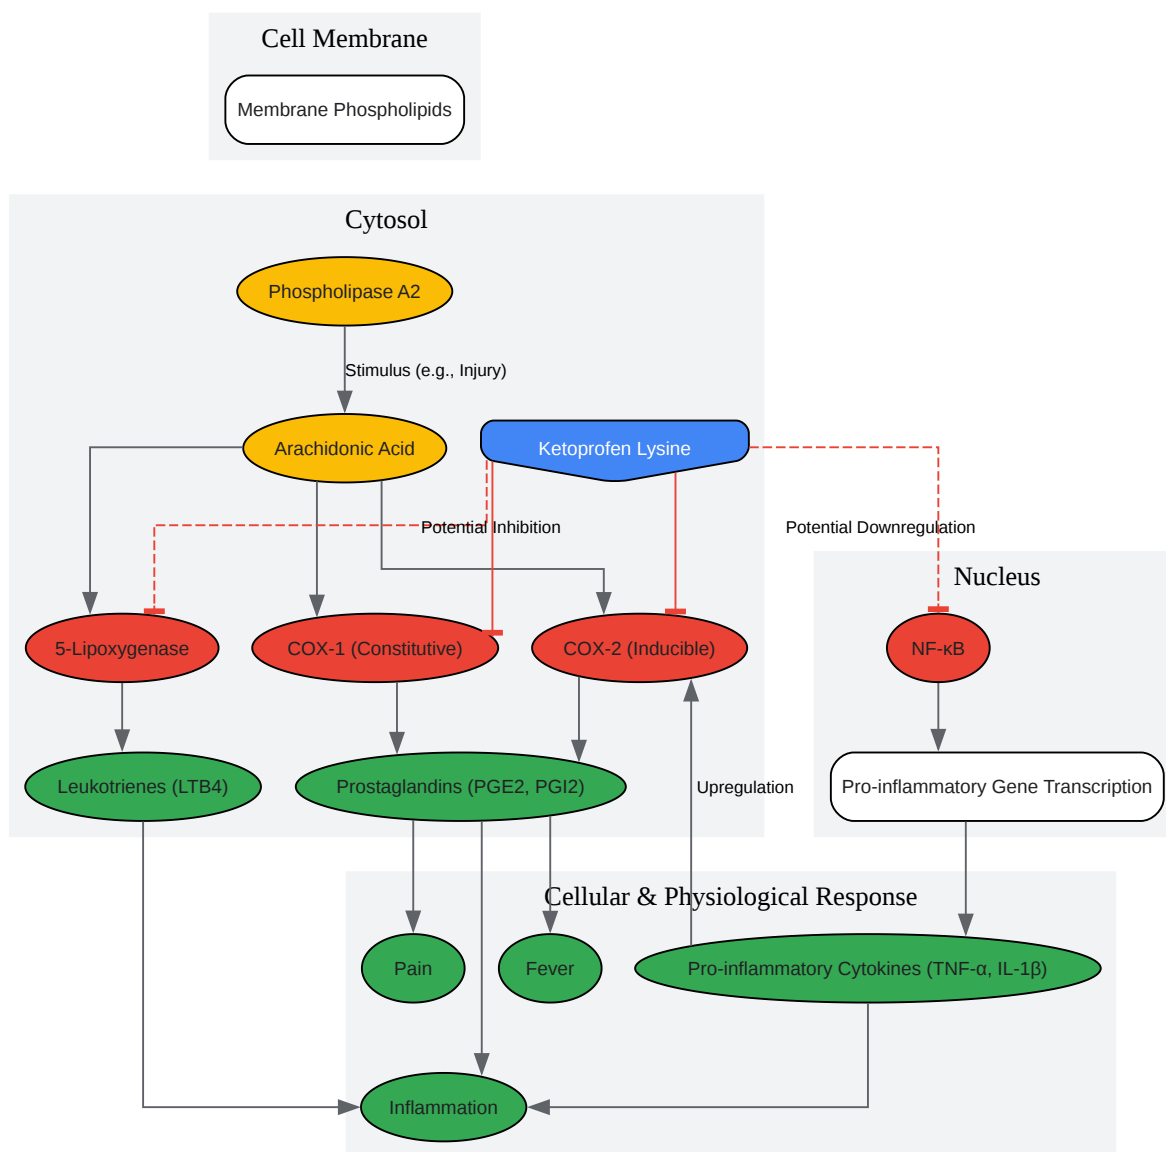 Cell Membrane
Membrane Phospholipids
Cytosol
Phospholipase A2
Stimulus (e.g., Injury)
Arachidonic Acid
Ketoprofen Lysine
Potential Inhibition
Potential Downregulation
Nucleus
5-Lipoxygenase
COX-1 (Constitutive)
COX-2 (Inducible)
NF-κB
Leukotrienes (LTB4)
Prostaglandins (PGE2, PGI2)
Upregulation
Pro-inflammatory Gene Transcription
Cellular & Physiological Response
Pain
Fever
Pro-inflammatory Cytokines (TNF-α, IL-1β)
Inflammation